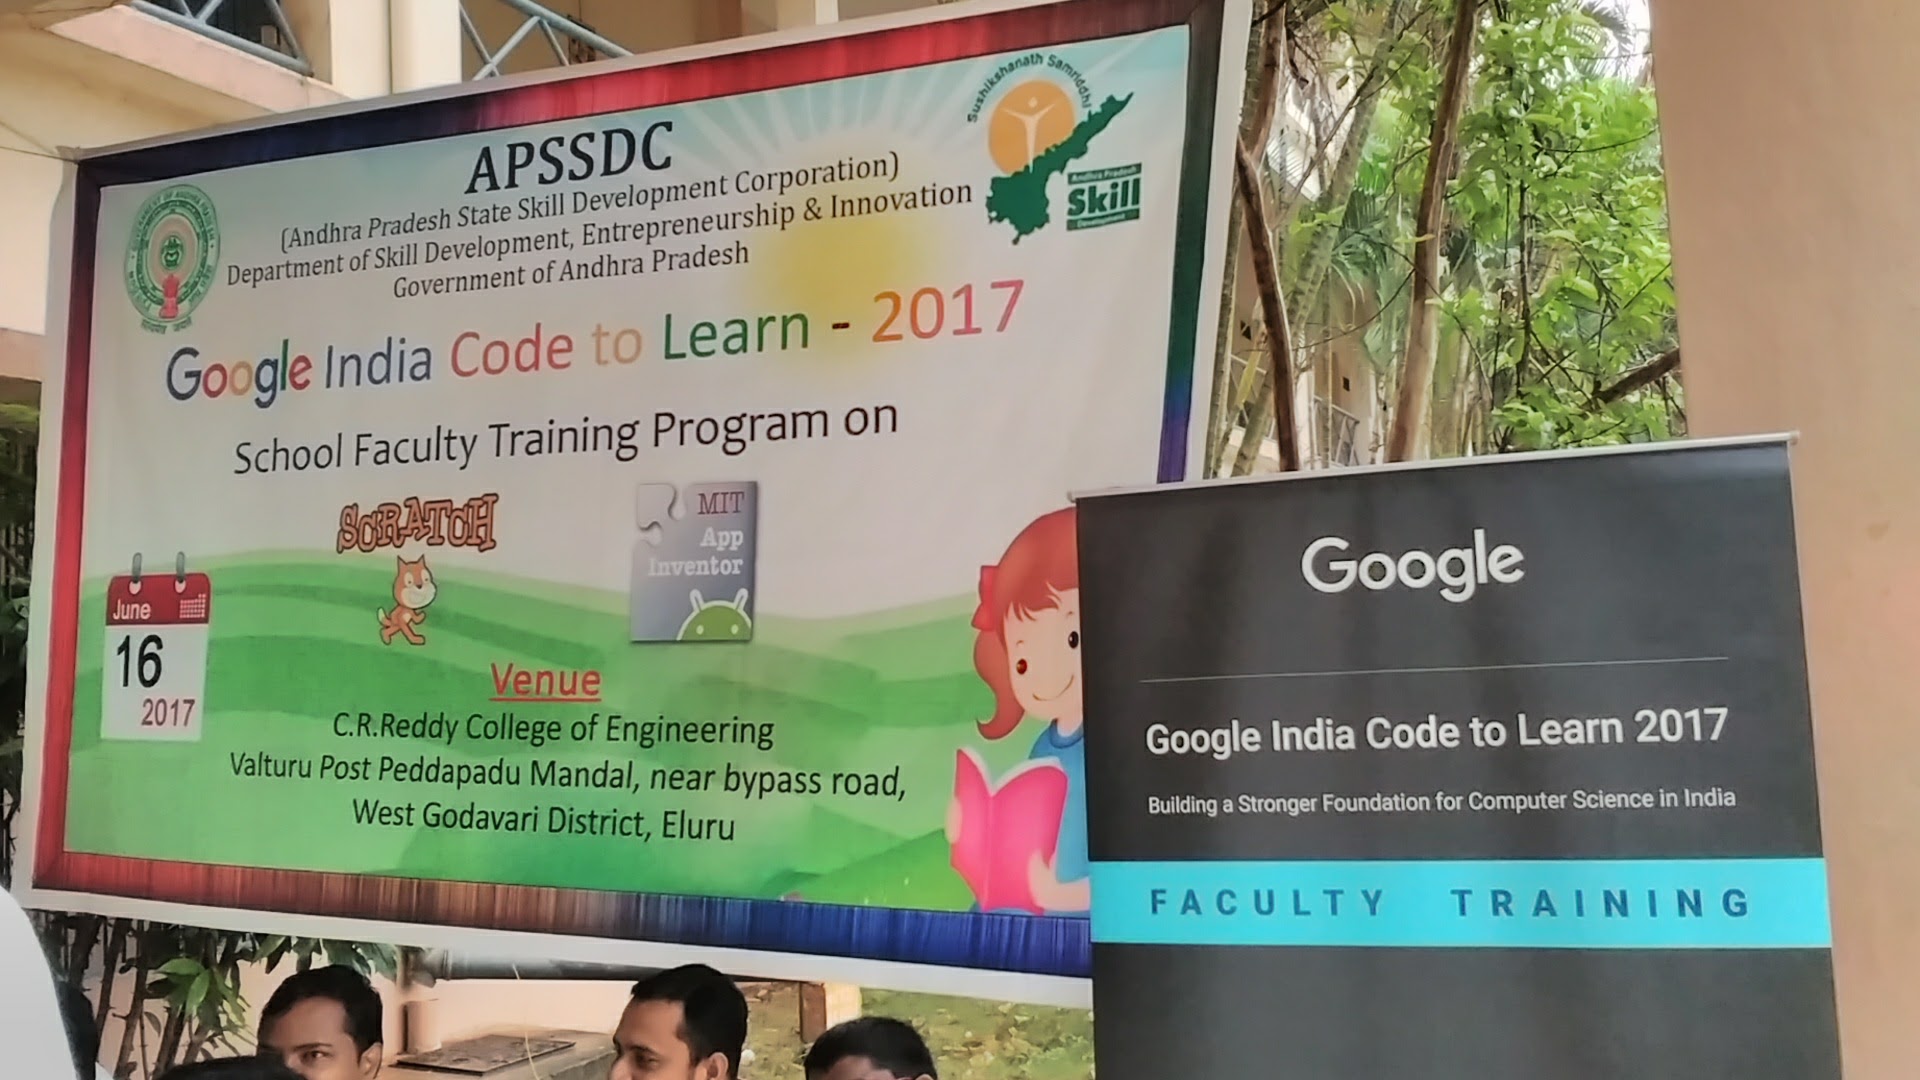 APSSDC
(Andhra Pradesh State Skill Development Corporation)
Department of Skill Development, Entrepreneurship & Innovation
Government of Andhra Pradesh
Sushikshanath Samriddhi
Andhra Pradesh
Skill
Development
Google India Code to Learn - 2017
School Faculty Training Program on
SCRATCH
MIT
App
Inventor
June
16
2017
Venue
C.R.Reddy College of Engineering
Valturu Post Peddapadu Mandal, near bypass road,
West Godavari District, Eluru
Google
Google India Code to Learn 2017
Building a Stronger Foundation for Computer Science in India
FACULTY TRAINING